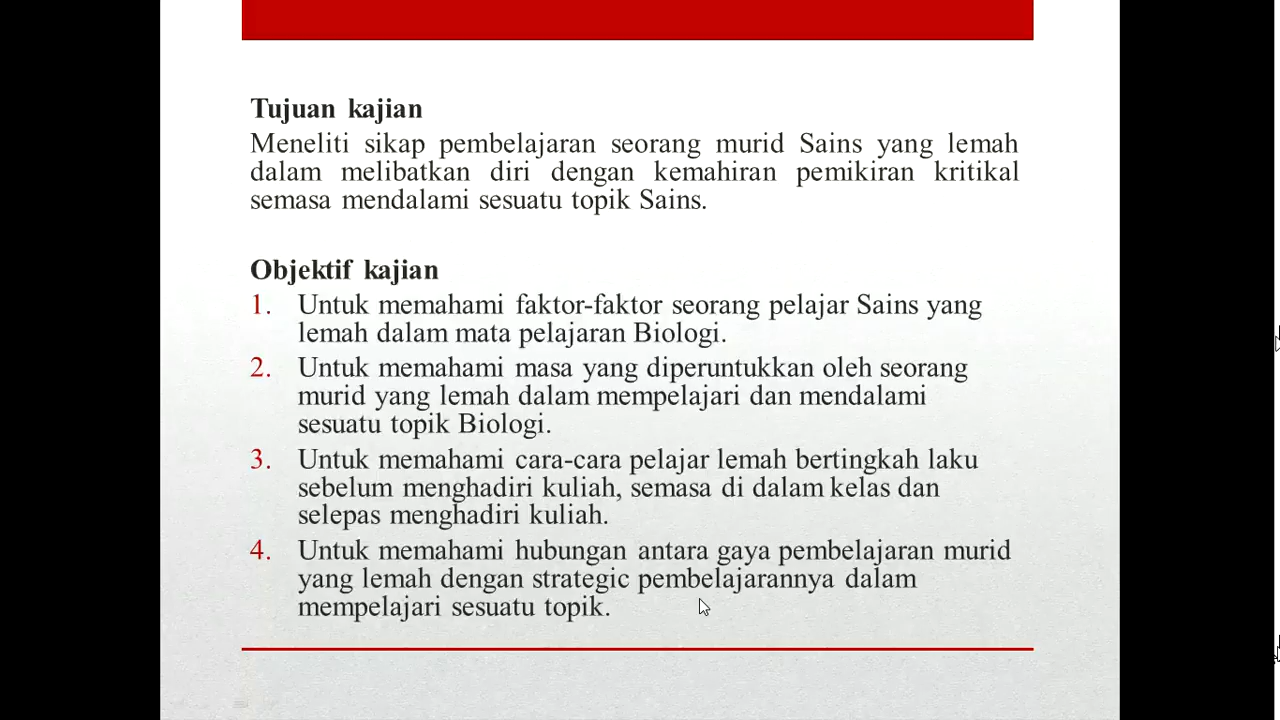 Tujuan kajian
Meneliti sikap pembelajaran seorang murid Sains yang lemah
dalam melibatkan diri dengan kemahiran pemikiran kritikal
semasa mendalami sesuatu topik Sains.
Objektif kajian
1. Untuk memahami faktor-faktor seorang pelajar Sains yang
lemah dalam mata pelajaran Biologi.
2. Untuk memahami masa yang diperuntukkan oleh seorang
murid yang lemah dalam mempelajari dan mendalami
sesuatu topik Biologi.
3. Untuk memahami cara-cara pelajar lemah bertingkah laku
sebelum menghadiri kuliah, semasa di dalam kelas dan
selepas menghadiri kuliah.
4. Untuk memahami hubungan antara gaya pembelajaran murid
yang lemah dengan strategic pembelajarannya dalam
mempelajari sesuatu topik.